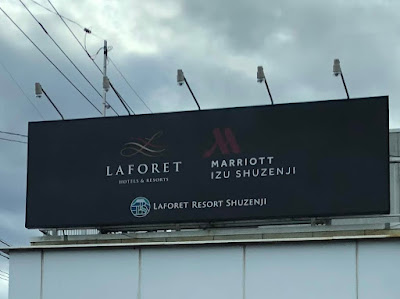 LAFORET
HOTELS & RESORTS
MARRIOTT
IZU SHUZENJI
LAFORET RESORT SHUZENJI